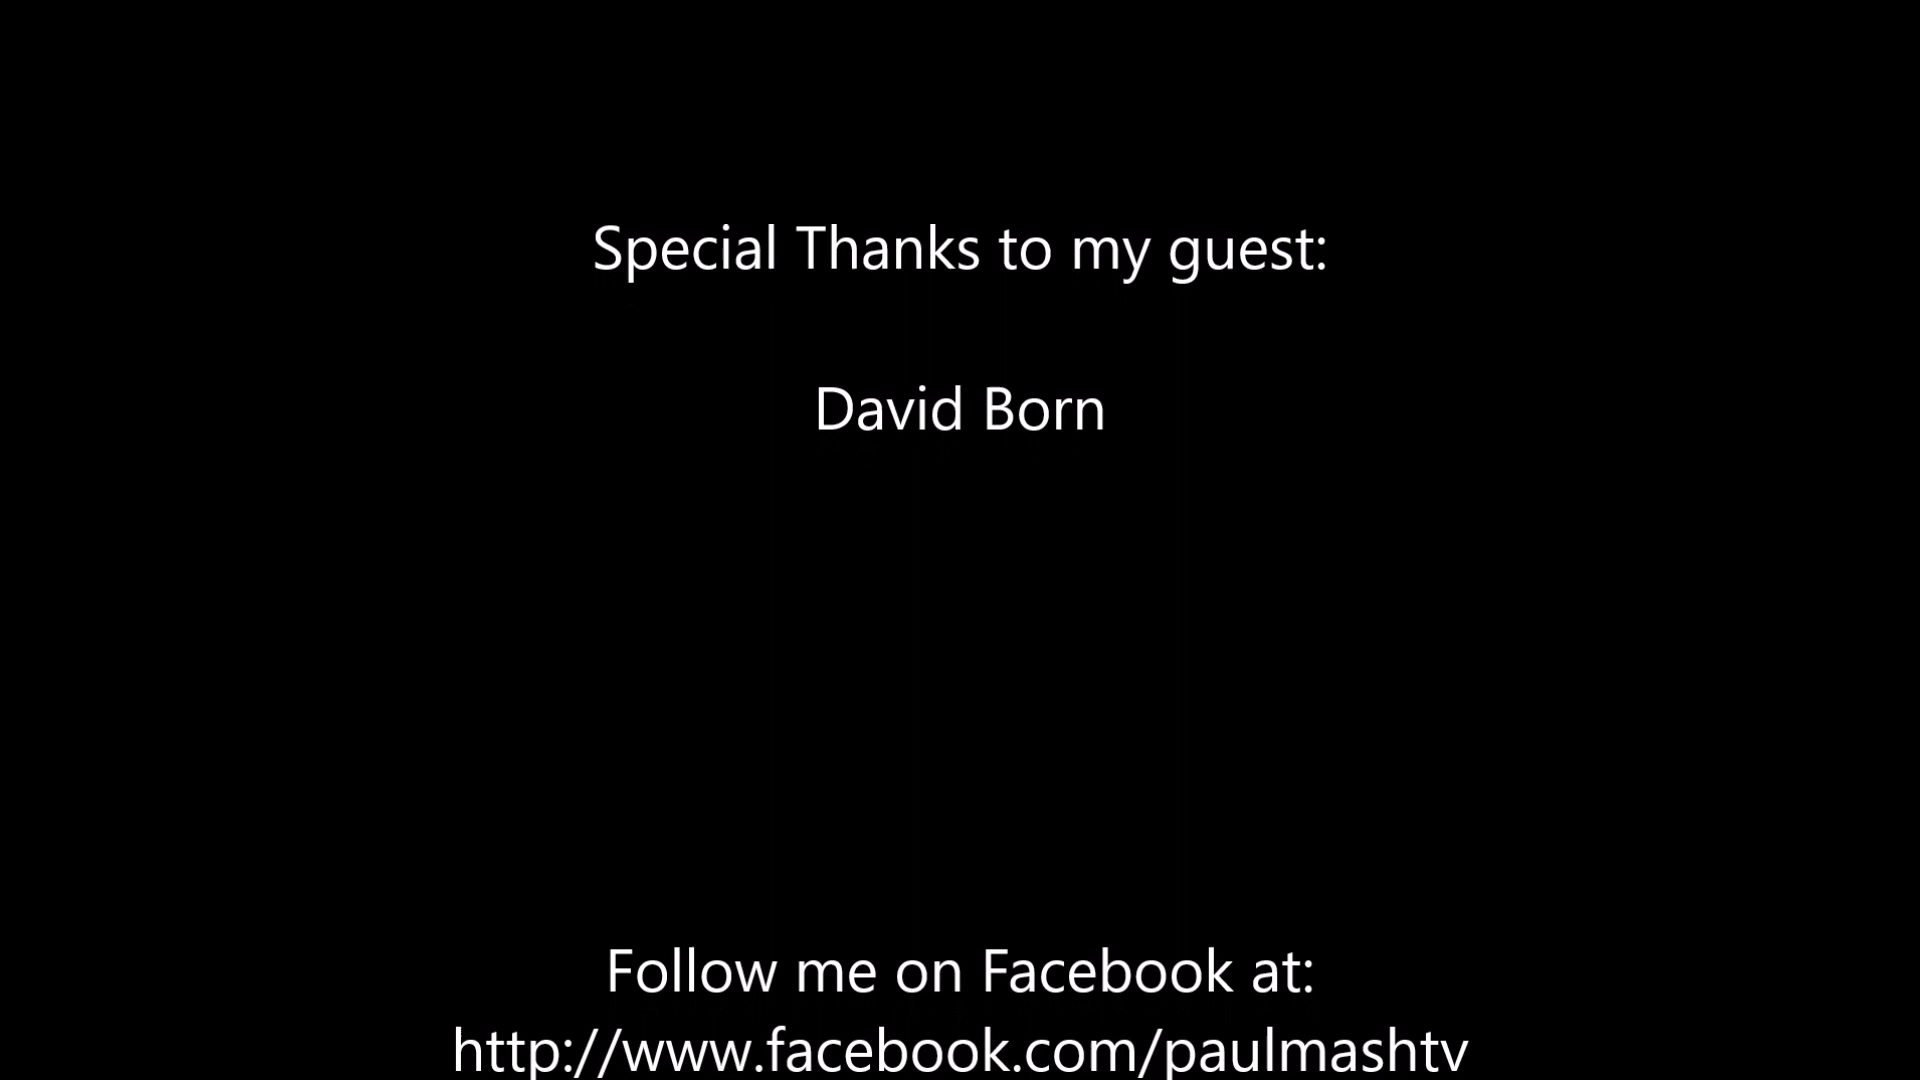 Special Thanks to my guest:
David Born
Follow me on Facebook at:
http://www.facebook.com/paulmashtv